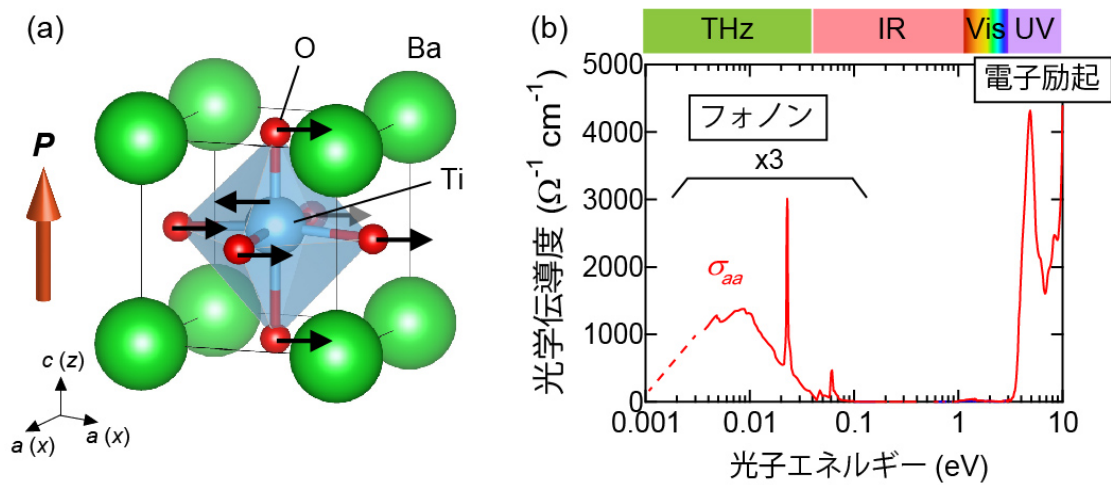 (a)
O
Ba
P
Ti
c (z)
a (x)
a (x)
(b)
THz
IR
Vis
UV
5000
4000
3000
2000
1000
0
光学伝導度 (Ω⁻¹ cm⁻¹)
電子励起
フォノン
x3
σaa
0.001
0.01
0.1
1
10
光子エネルギー (eV)